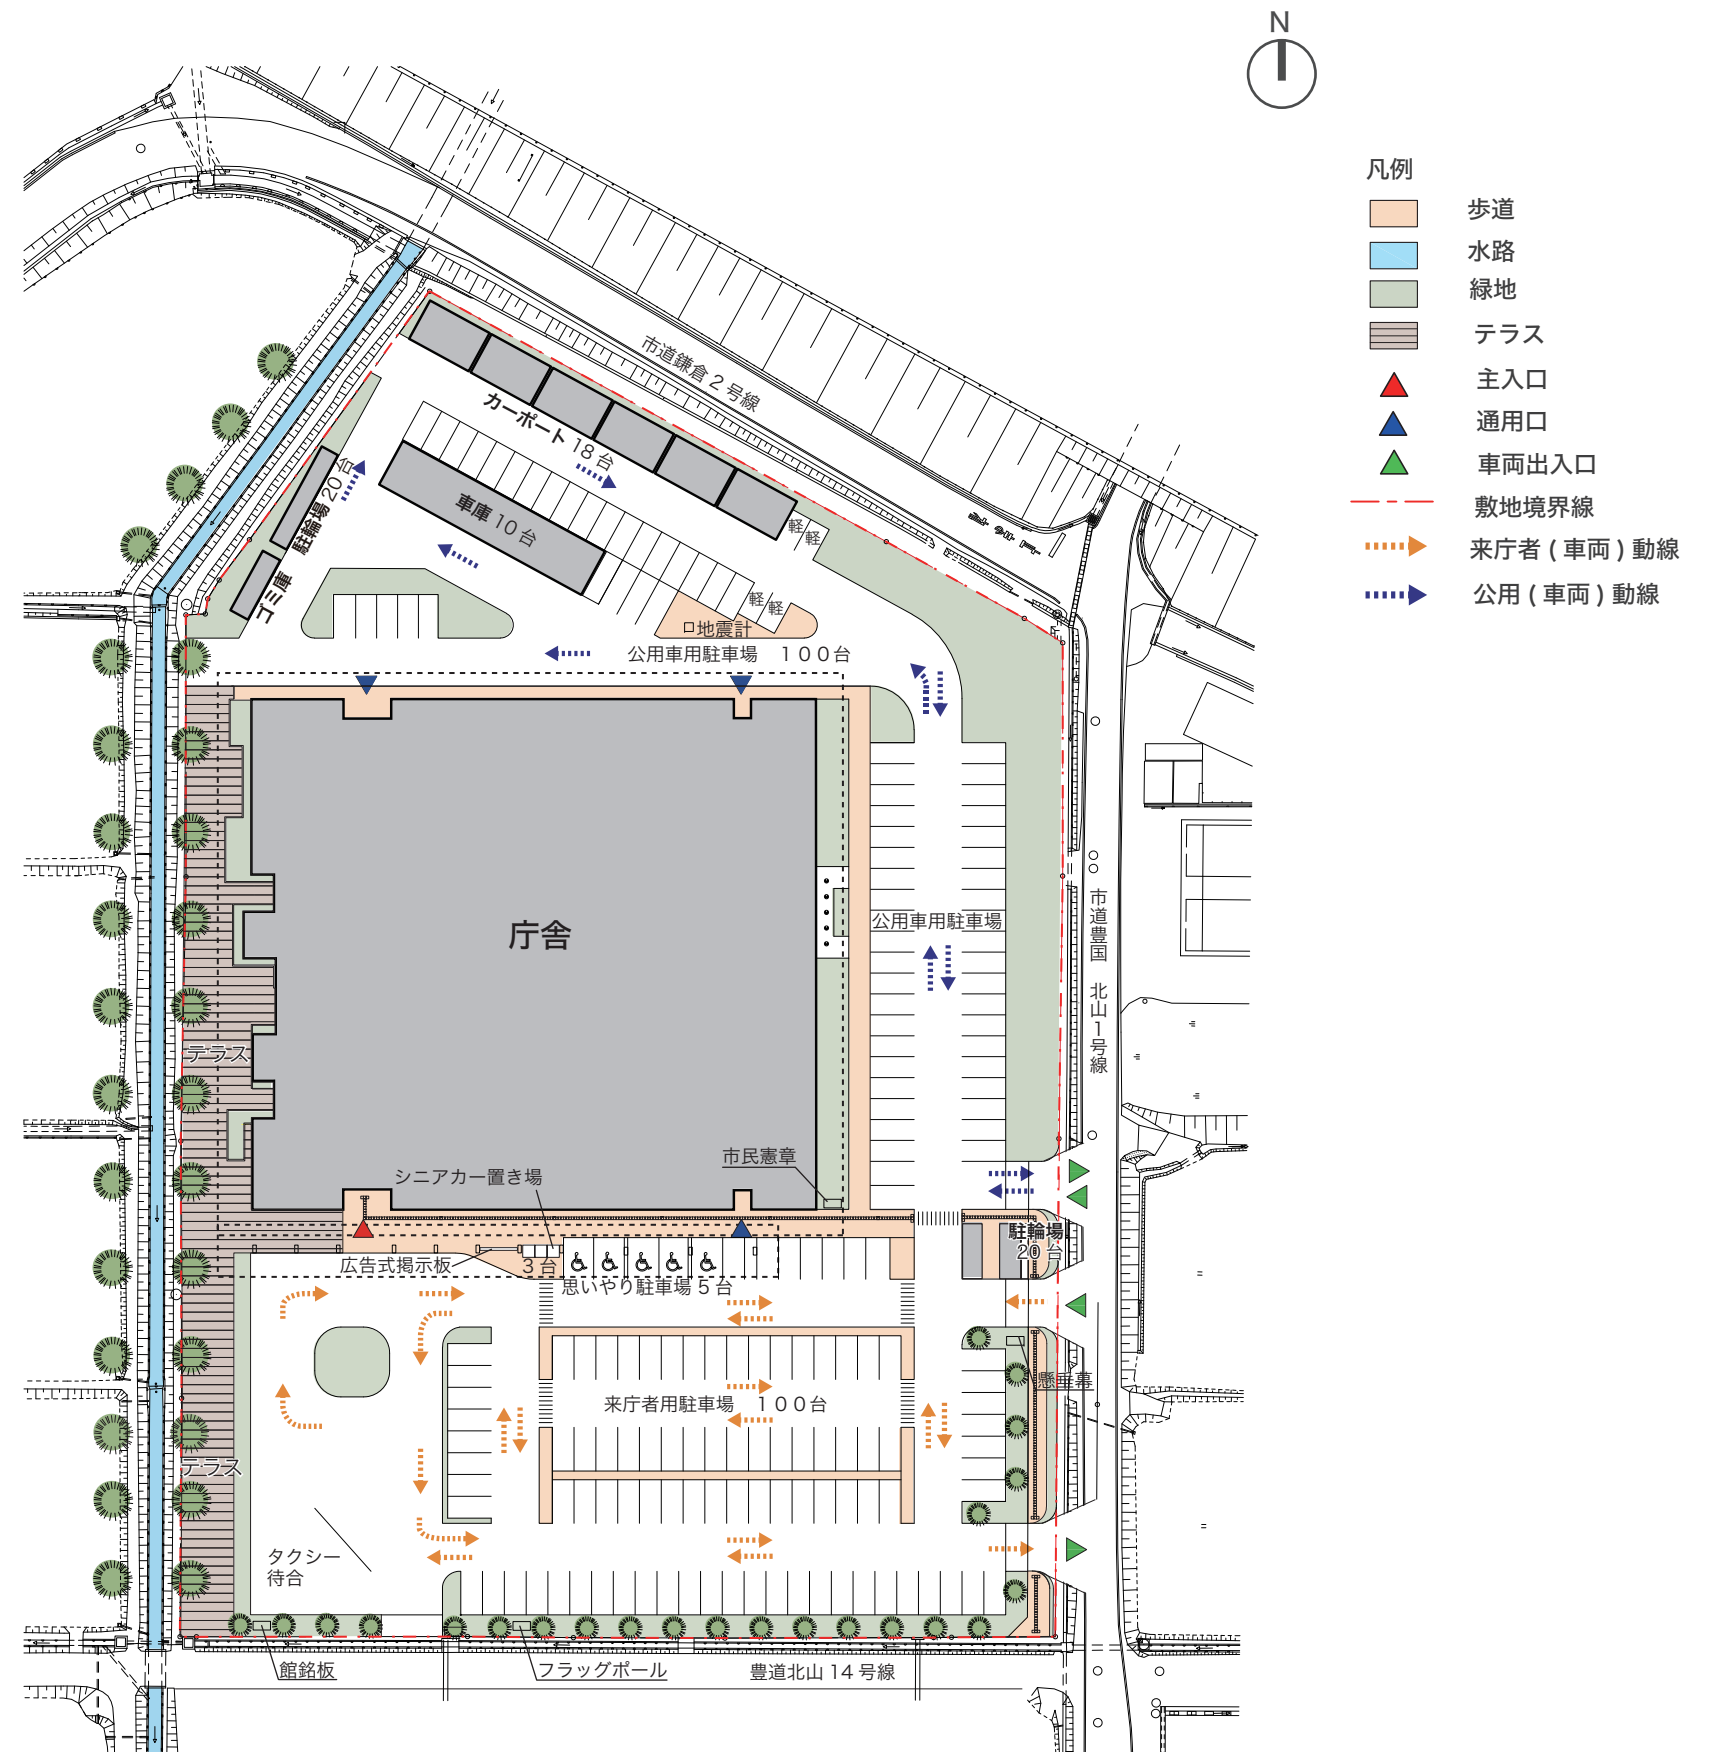 N
凡例
歩道
水路
緑地
テラス
主入口
通用口
車両出入口
敷地境界線
来庁者(車両)動線
公用(車両)動線
市道鎌倉2号線
カーポート18台
駐輪場20台
車庫10台
ゴミ庫
軽
軽
軽
軽
地震計
公用車用駐車場 100台
庁舎
公用車用駐車場
市道豊国 北山1号線
テラス
市民憲章
シニアカー置き場
駐輪場
20台
広告式掲示板
3台
思いやり駐車場5台
懸垂幕
来庁者用駐車場 100台
テラス
タクシー
待合
館銘板
フラッグポール
豊道北山14号線